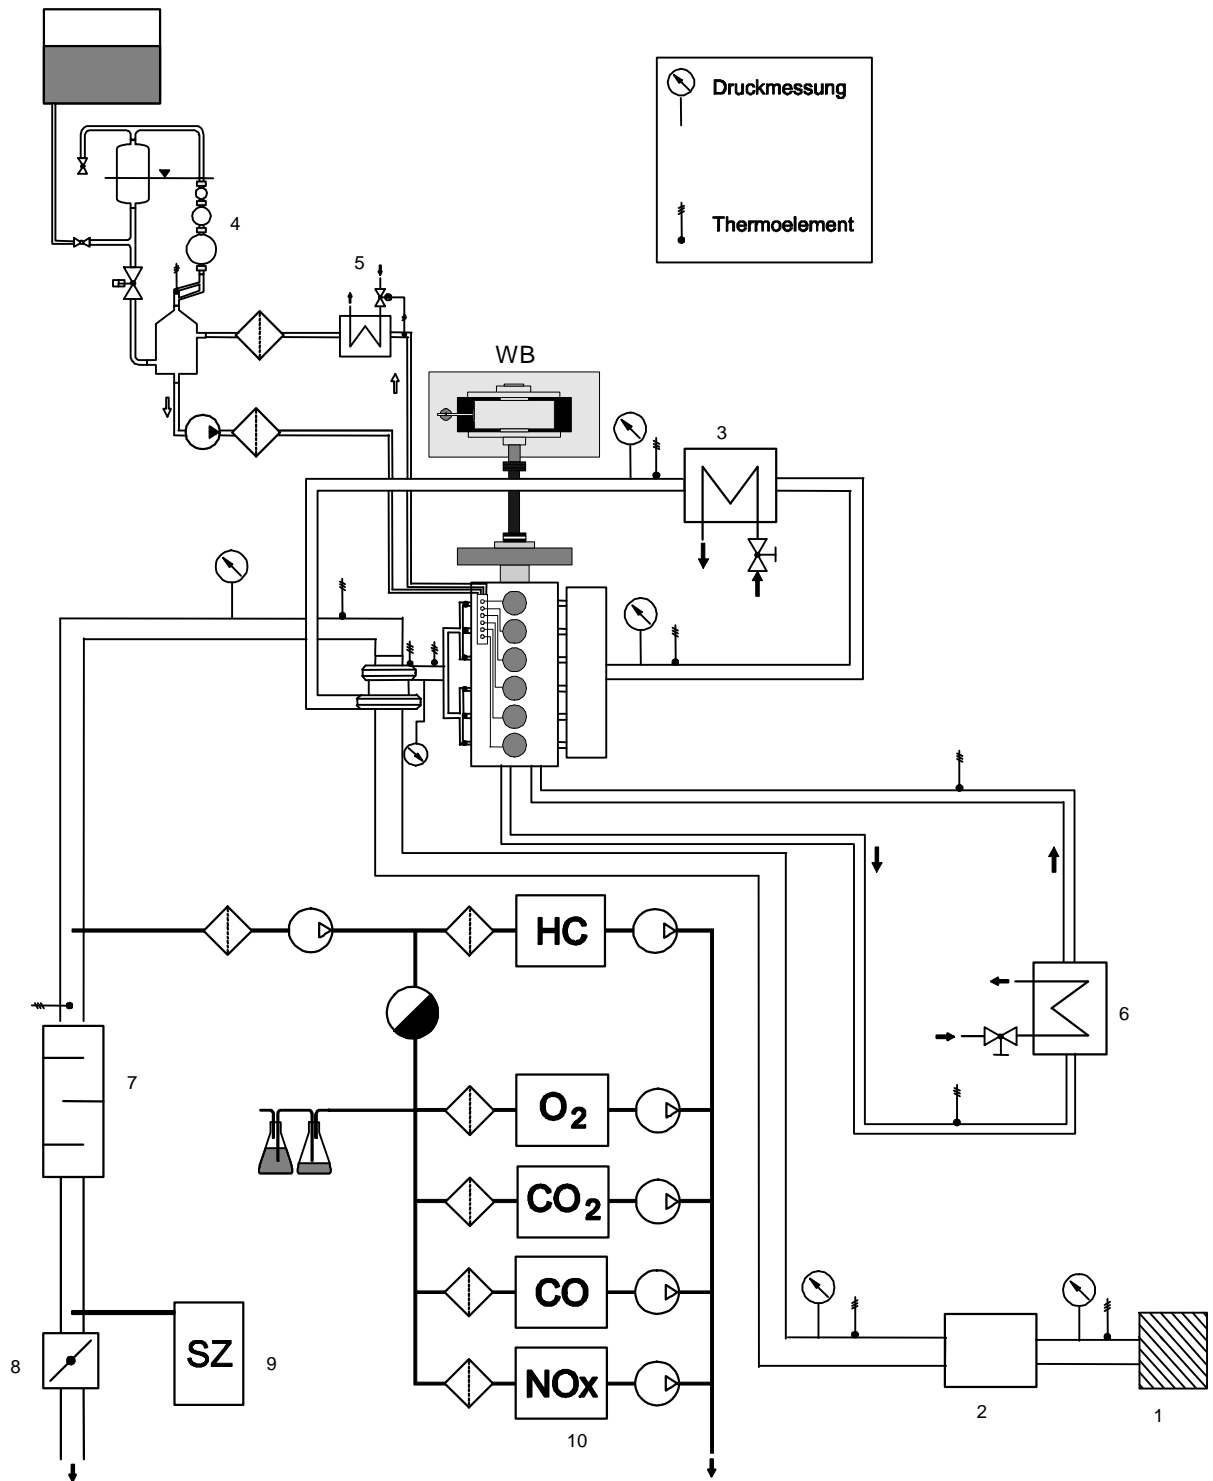 Druckmessung
4
Thermoelement
5
WB
3
HC
6
7
O2
CO2
CO
SZ
9
8
NOx
2
1
10